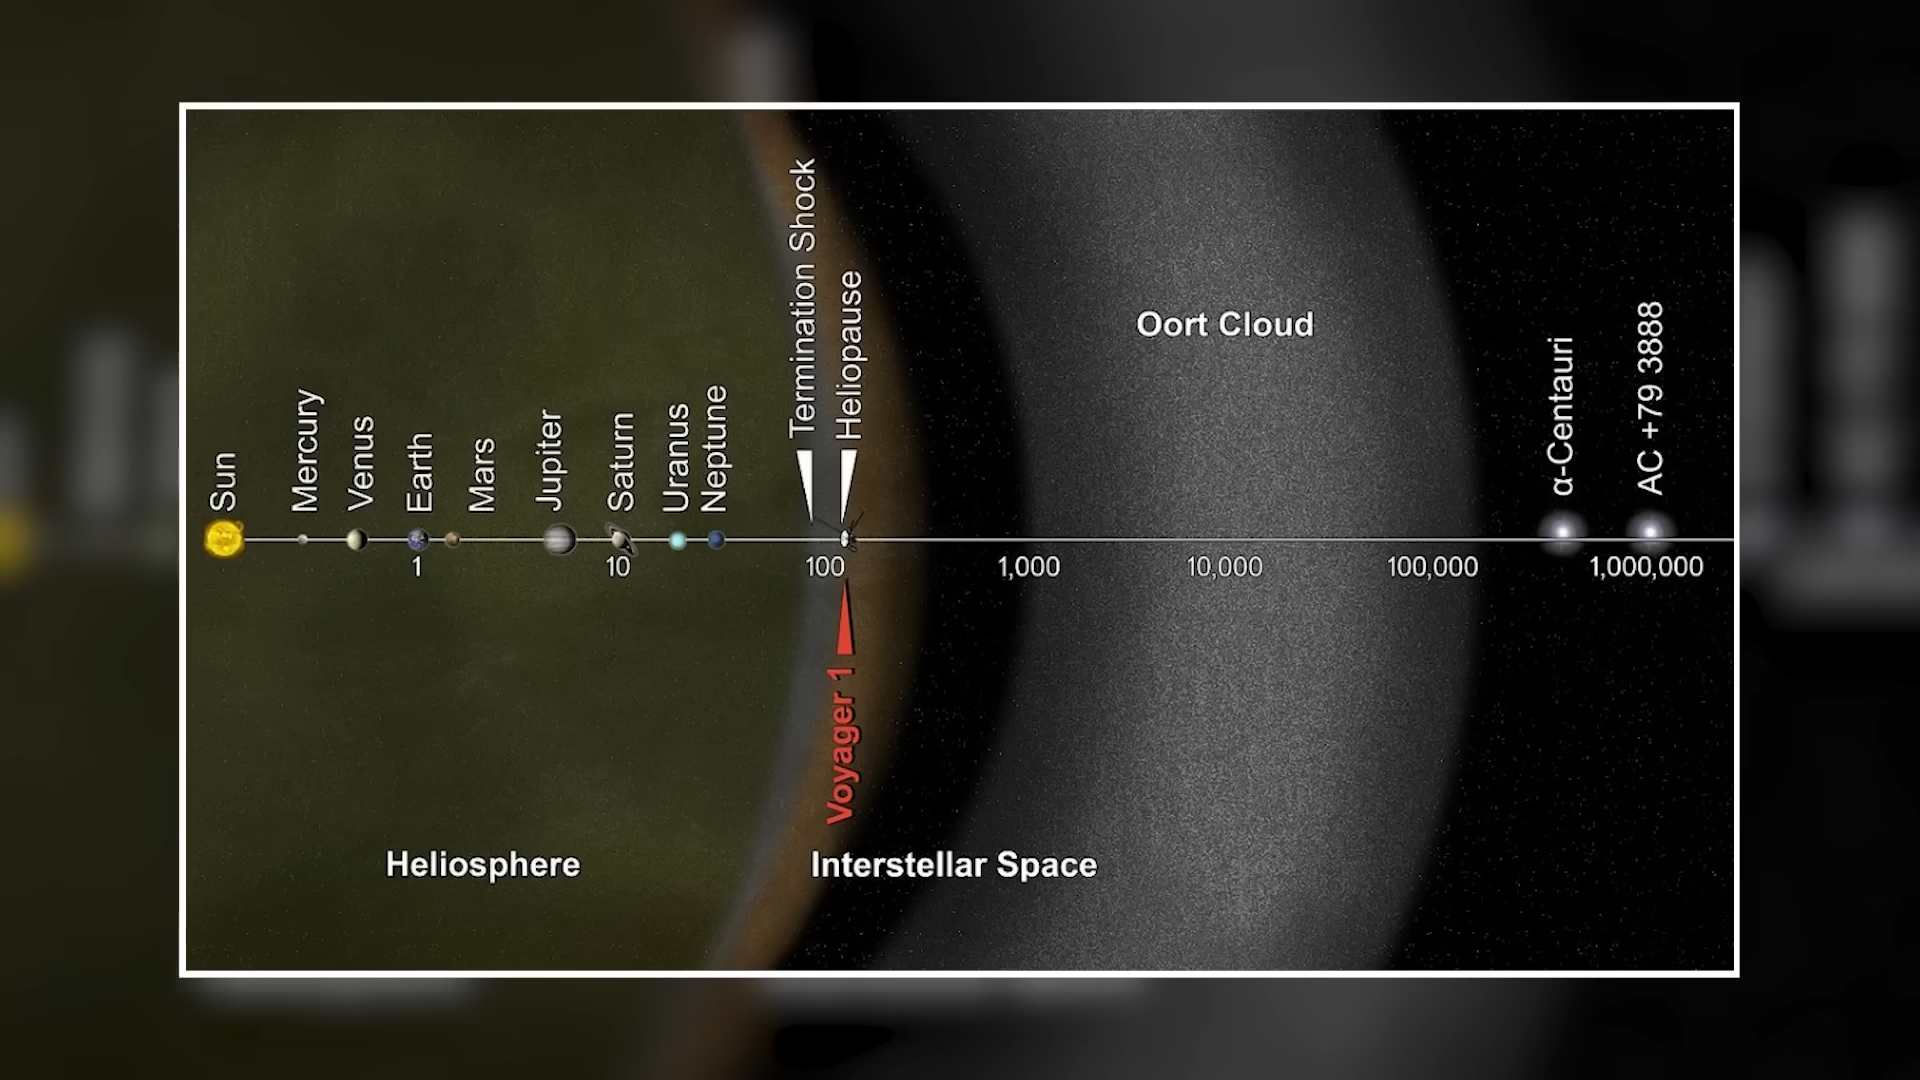 Sun
Mercury
Venus
Earth
Mars
Jupiter
Saturn
Uranus
Neptune
Termination Shock
Heliopause
Oort Cloud
α-Centauri
AC +79 3888
1
10
100
1,000
10,000
100,000
1,000,000
Voyager 1
Heliosphere
Interstellar Space